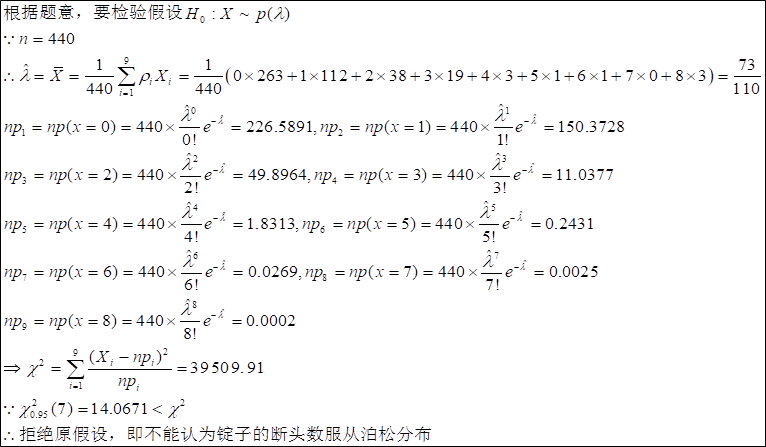 根据题意，要检验假设H₀ : X ~ p(λ)
∵ n = 440
∴ λ̂ = X̄ = 1/440 ∑_{i=1}^{9} ρᵢXᵢ = 1/440 (0×263+1×112+2×38+3×19+4×3+5×1+6×1+7×0+8×3) = 73/110
np₁ = np(x = 0) = 440 × λ̂⁰/0! e^{-λ̂} = 226.5891, np₂ = np(x = 1) = 440 × λ̂¹/1! e^{-λ̂} = 150.3728
np₃ = np(x = 2) = 440 × λ̂²/2! e^{-λ̂} = 49.8964, np₄ = np(x = 3) = 440 × λ̂³/3! e^{-λ̂} = 11.0377
np₅ = np(x = 4) = 440 × λ̂⁴/4! e^{-λ̂} = 1.8313, np₆ = np(x = 5) = 440 × λ̂⁵/5! e^{-λ̂} = 0.2431
np₇ = np(x = 6) = 440 × λ̂⁶/6! e^{-λ̂} = 0.0269, np₈ = np(x = 7) = 440 × λ̂⁷/7! e^{-λ̂} = 0.0025
np₉ = np(x = 8) = 440 × λ̂⁸/8! e^{-λ̂} = 0.0002
⇒ χ² = ∑_{i=1}^{9} (Xᵢ − npᵢ)²/npᵢ = 39509.91
∵ χ²_{0.95}(7) = 14.0671 < χ²
∴ 拒绝原假设，即不能认为锭子的断头数服从泊松分布